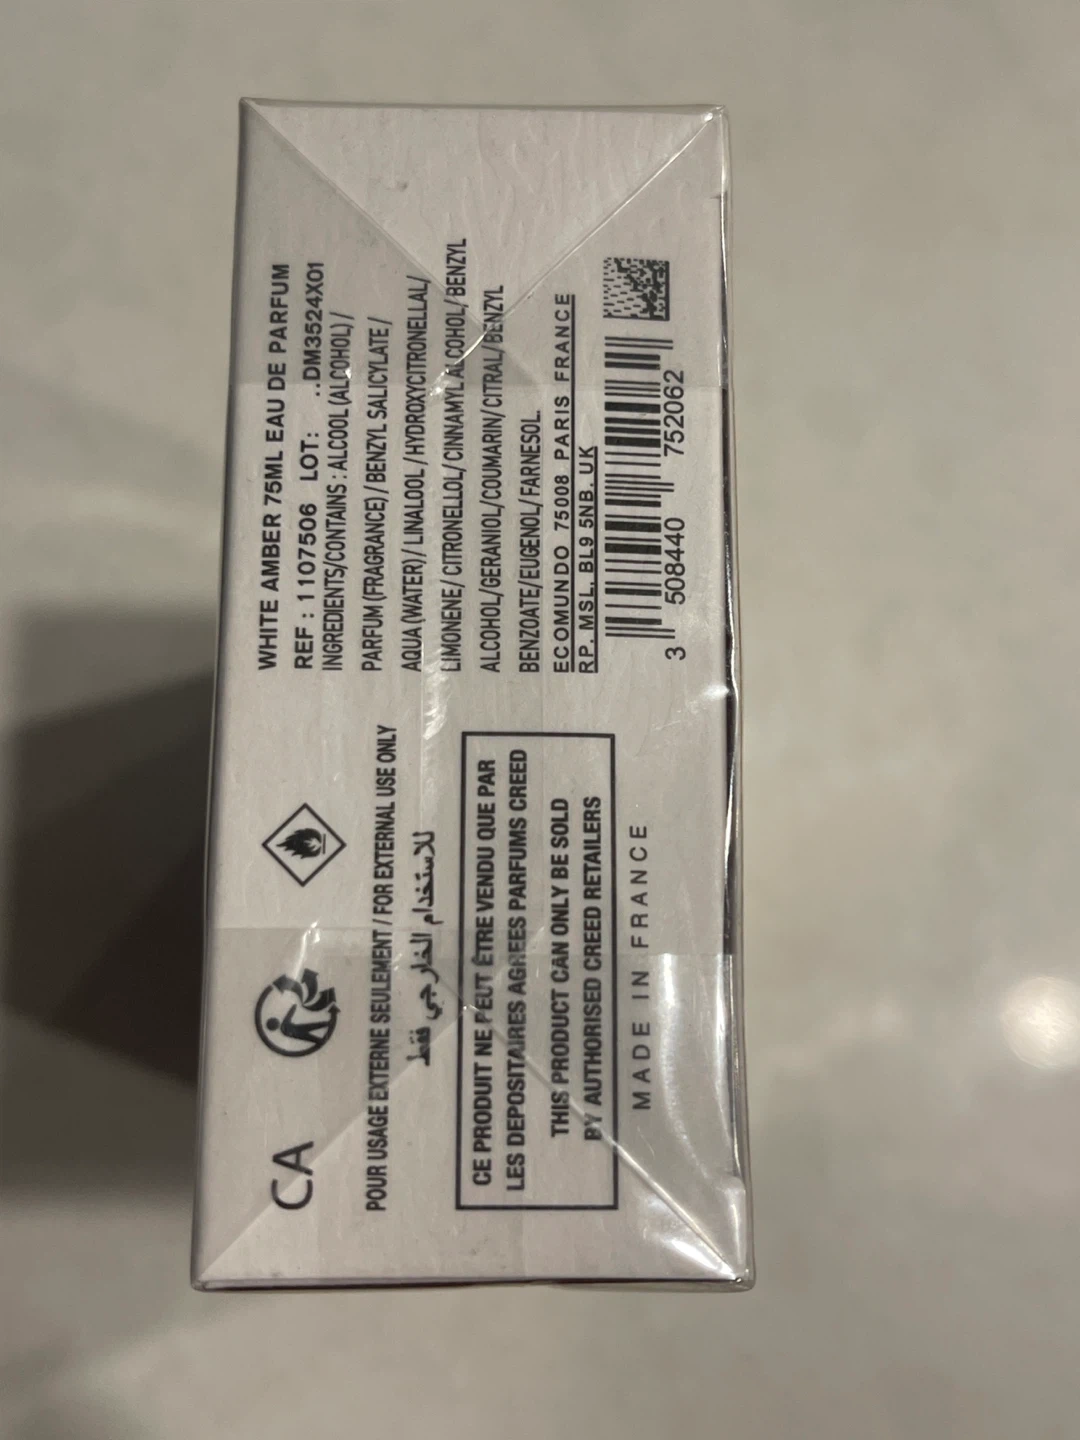 WHITE AMBER 75ML EAU DE PARFUM
REF : 1107506 LOT: ..DM3524X01
INGREDIENTS/CONTAINS : ALCOOL (ALCOHOL) /
PARFUM (FRAGRANCE) / BENZYL SALICYLATE /
AQUA (WATER) / LINALOOL / HYDROXYCITRONELLAL/
LIMONENE/ CITRONELLOL/ CINNAMYL ALCOHOL/ BENZYL
ALCOHOL/GERANIOL/COUMARIN/CITRAL/BENZYL
BENZOATE/EUGENOL/FARNESOL.
ECOMUNDO 75008 PARIS FRANCE
RP. MSL. BL9 5NB. UK
3 508440 752062
CA
POUR USAGE EXTERNE SEULEMENT / FOR EXTERNAL USE ONLY
للاستخدام الخارجي فقط
CE PRODUIT NE PEUT ÊTRE VENDU QUE PAR
LES DEPOSITAIRES AGREES PARFUMS CREED
THIS PRODUCT CAN ONLY BE SOLD
BY AUTHORISED CREED RETAILERS
MADE IN FRANCE